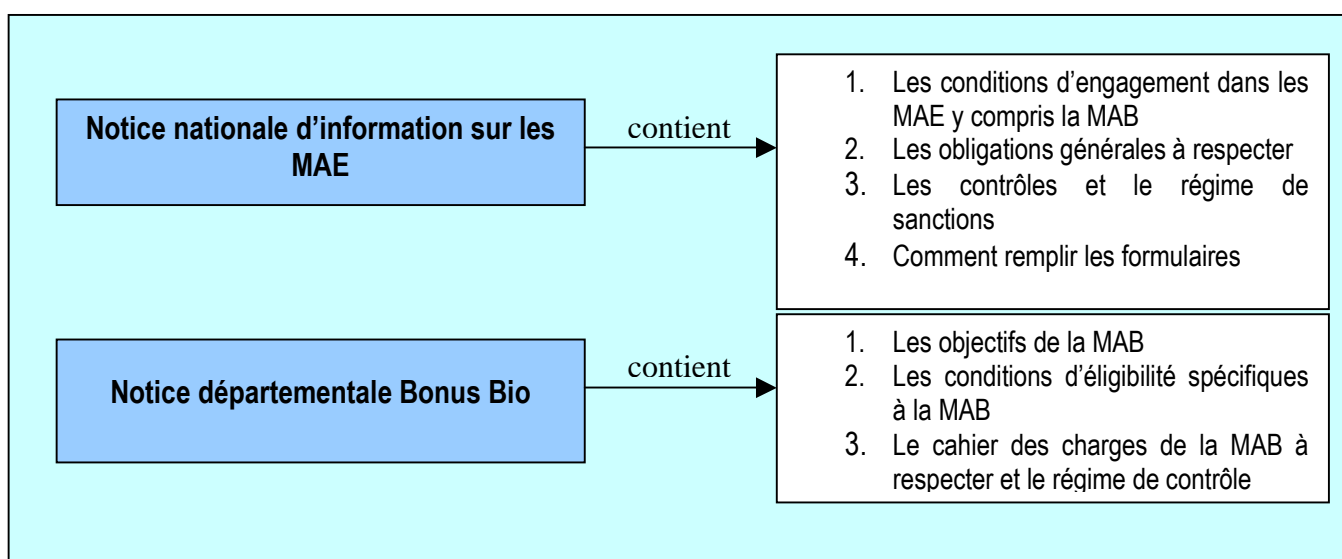 Notice nationale d'information sur les
MAE
contient
1. Les conditions d'engagement dans les
MAE y compris la MAB
2. Les obligations générales à respecter
3. Les contrôles et le régime de
sanctions
4. Comment remplir les formulaires
Notice départementale Bonus Bio
contient
1. Les objectifs de la MAB
2. Les conditions d'éligibilité spécifiques
à la MAB
3. Le cahier des charges de la MAB à
respecter et le régime de contrôle